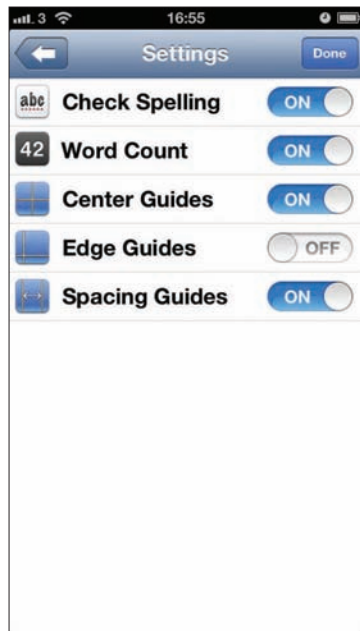 3 16:55
Settings Done
abc Check Spelling ON
42 Word Count ON
Center Guides ON
Edge Guides OFF
Spacing Guides ON